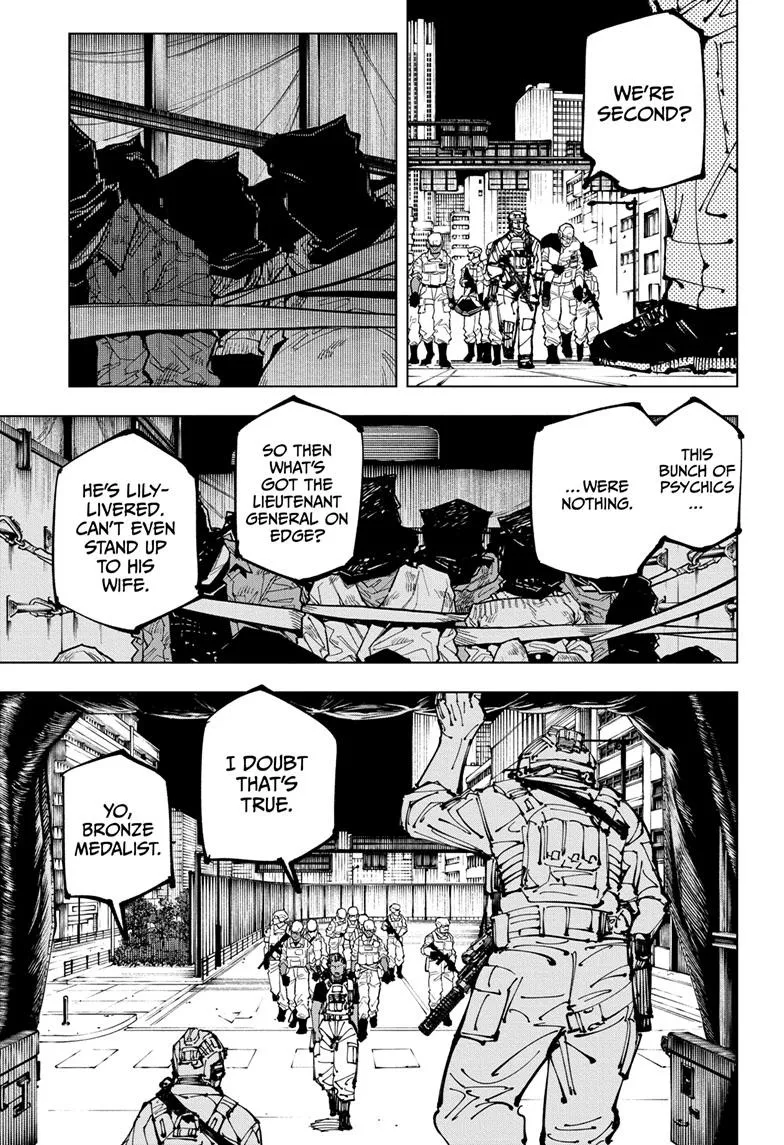 WE'RE
SECOND?
THIS
BUNCH OF
PSYCHICS
...
...WERE
NOTHING.
SO THEN
WHAT'S
GOT THE
LIEUTENANT
GENERAL ON
EDGE?
HE'S LILY-
LIVERED.
CAN'T EVEN
STAND UP
TO HIS
WIFE.
I DOUBT
THAT'S
TRUE.
YO,
BRONZE
MEDALIST.